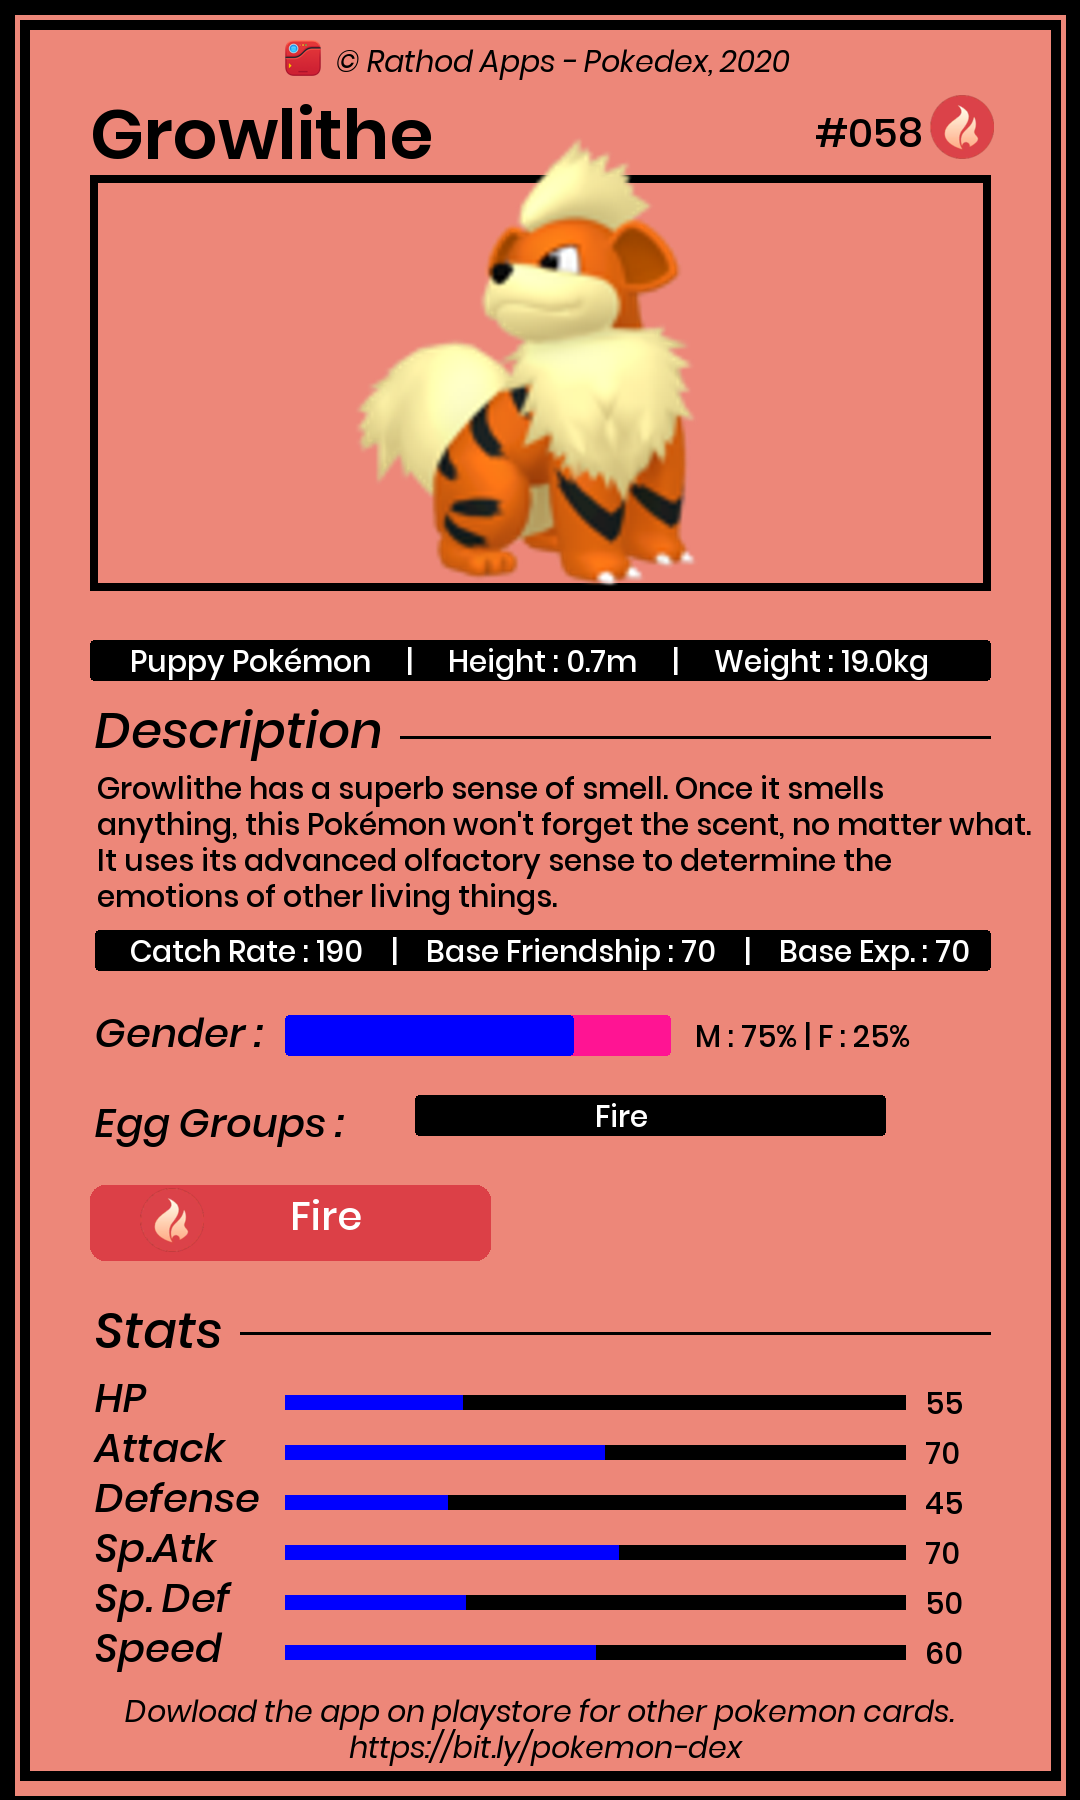 © Rathod Apps - Pokedex, 2020
Growlithe
#058
Puppy Pokémon | Height : 0.7m | Weight : 19.0kg
Description
Growlithe has a superb sense of smell. Once it smells
anything, this Pokémon won't forget the scent, no matter what.
It uses its advanced olfactory sense to determine the
emotions of other living things.
Catch Rate : 190 | Base Friendship : 70 | Base Exp. : 70
Gender : M : 75% | F : 25%
Egg Groups : Fire
Fire
Stats
HP 55
Attack 70
Defense 45
Sp.Atk 70
Sp. Def 50
Speed 60
Dowload the app on playstore for other pokemon cards.
https://bit.ly/pokemon-dex